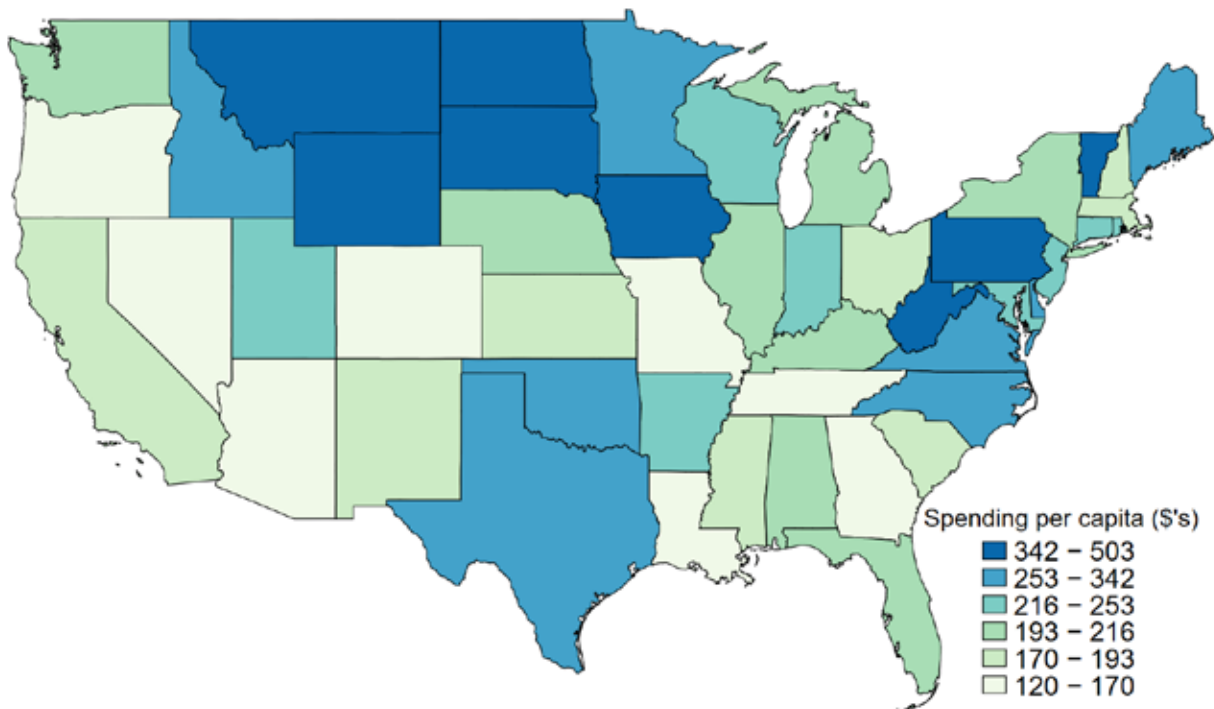 Spending per capita ($'s)
342 − 503
253 − 342
216 − 253
193 − 216
170 − 193
120 − 170